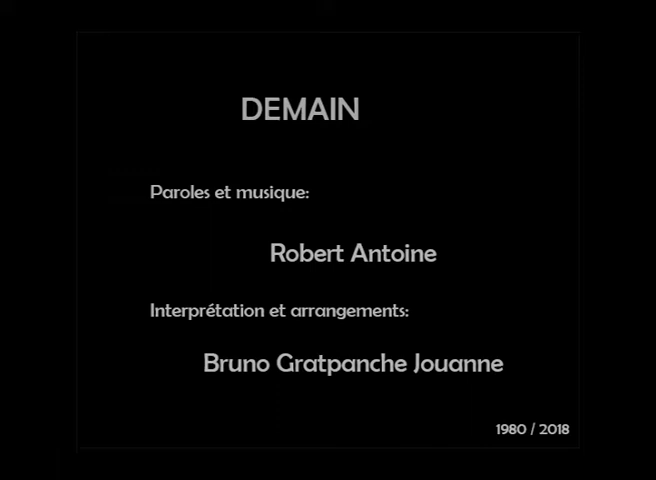 DEMAIN
Paroles et musique:
Robert Antoine
Interprétation et arrangements:
Bruno Gratpanche Jouanne
1980 / 2018